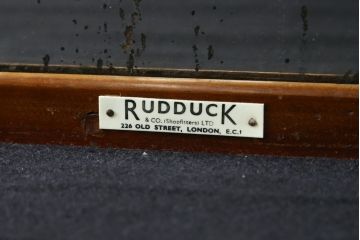 RUDDUCK
& CO. (Shopfitters) LTD
226 OLD STREET, LONDON, E.C.1